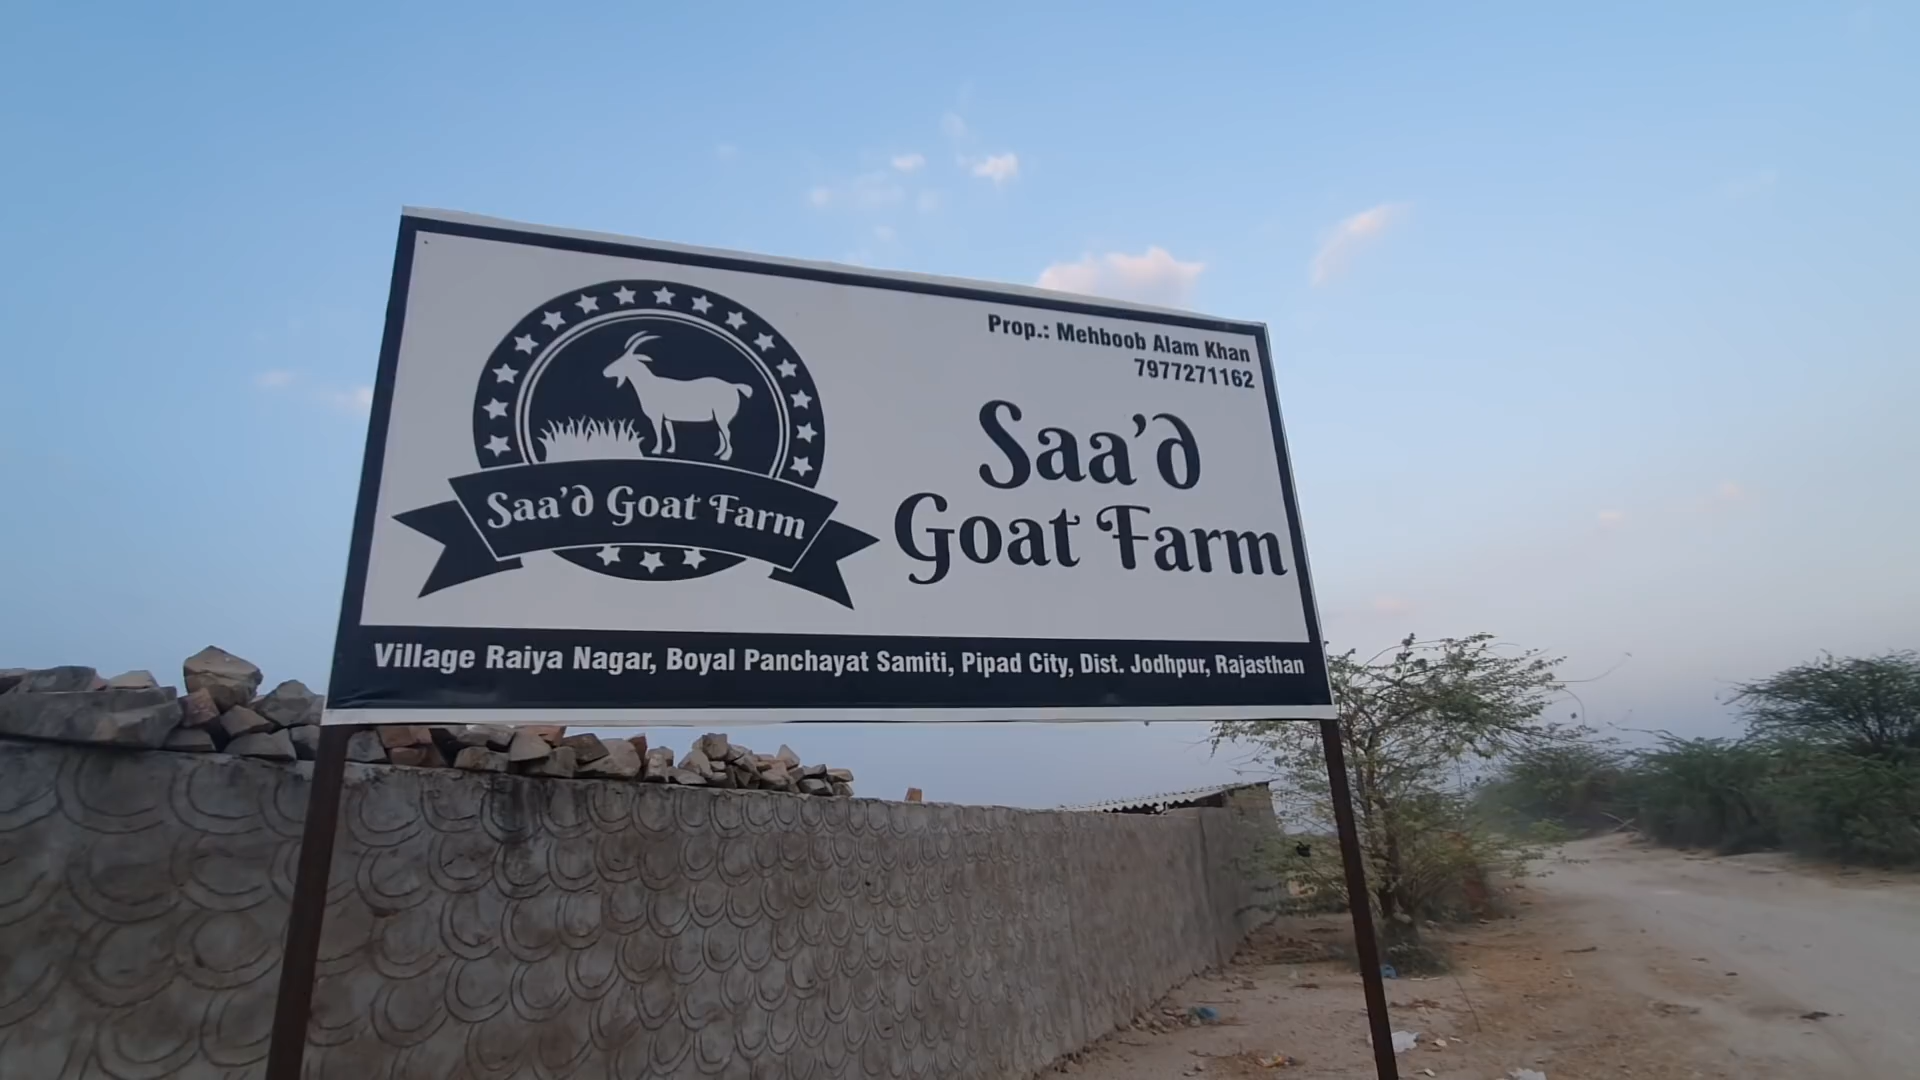 Saa'd Goat Farm
Prop.: Mehboob Alam Khan
7977271162
Saa'd
Goat Farm
Village Raiya Nagar, Boyal Panchayat Samiti, Pipad City, Dist. Jodhpur, Rajasthan